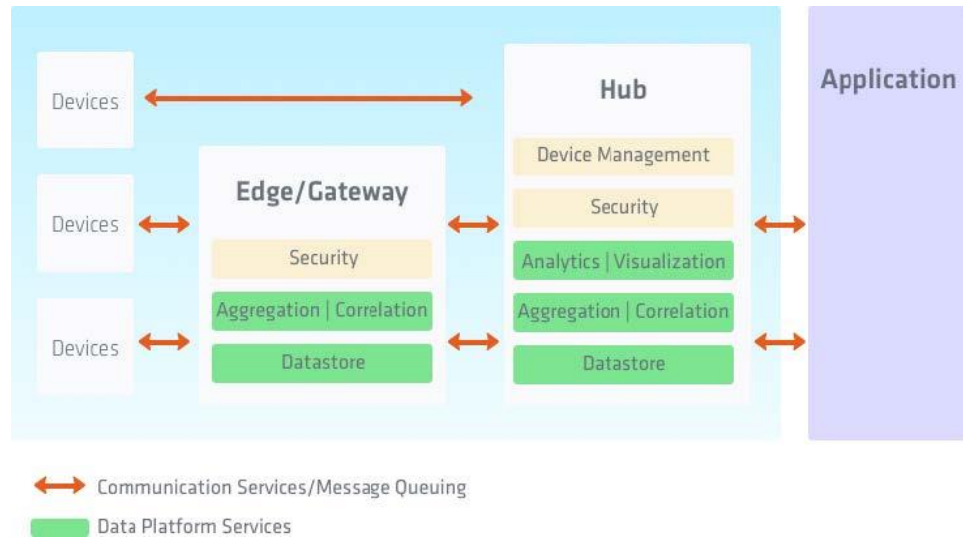 Devices
Devices
Devices
Edge/Gateway
Security
Aggregation | Correlation
Datastore
Hub
Device Management
Security
Analytics | Visualization
Aggregation | Correlation
Datastore
Application
Communication Services/Message Queuing
Data Platform Services